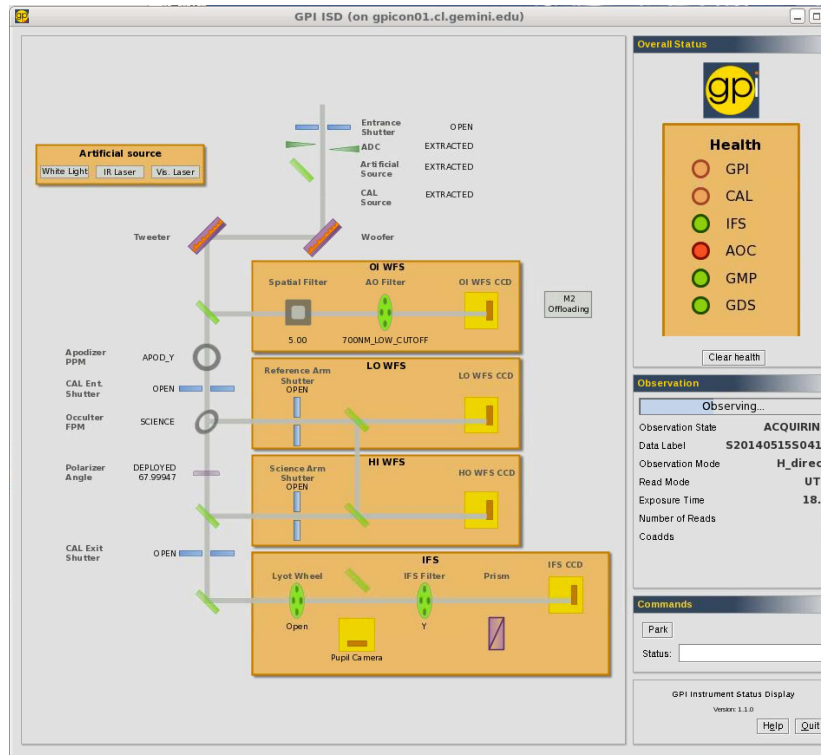 GPI ISD (on gpicon01.cl.gemini.edu)
Entrance
Shutter
OPEN
ADC
EXTRACTED
Artificial
Source
EXTRACTED
CAL
Source
EXTRACTED
Artificial source
White Light
IR Laser
Vis. Laser
Tweeter
Woofer
OI WFS
Spatial Filter
AO Filter
OI WFS CCD
5.00
700NM_LOW_CUTOFF
M2
Offloading
Apodizer
PPM
APOD_Y
CAL Ent.
Shutter
OPEN
Occulter
FPM
SCIENCE
LO WFS
Reference Arm
Shutter
OPEN
LO WFS CCD
Polarizer
Angle
DEPLOYED
67.99947
HI WFS
Science Arm
Shutter
OPEN
HO WFS CCD
CAL Exit
Shutter
OPEN
IFS
Lyot Wheel
IFS Filter
Prism
IFS CCD
Open
Y
Pupil Camera
Overall Status
gpi
Health
GPI
CAL
IFS
AOC
GMP
GDS
Clear health
Observation
Observing...
Observation State ACQUIRIN
Data Label S20140515S041
Observation Mode H_direc
Read Mode UT
Exposure Time 18.
Number of Reads
Coadds
Commands
Park
Status:
GPI Instrument Status Display
Version: 1.1.0
Help
Quit